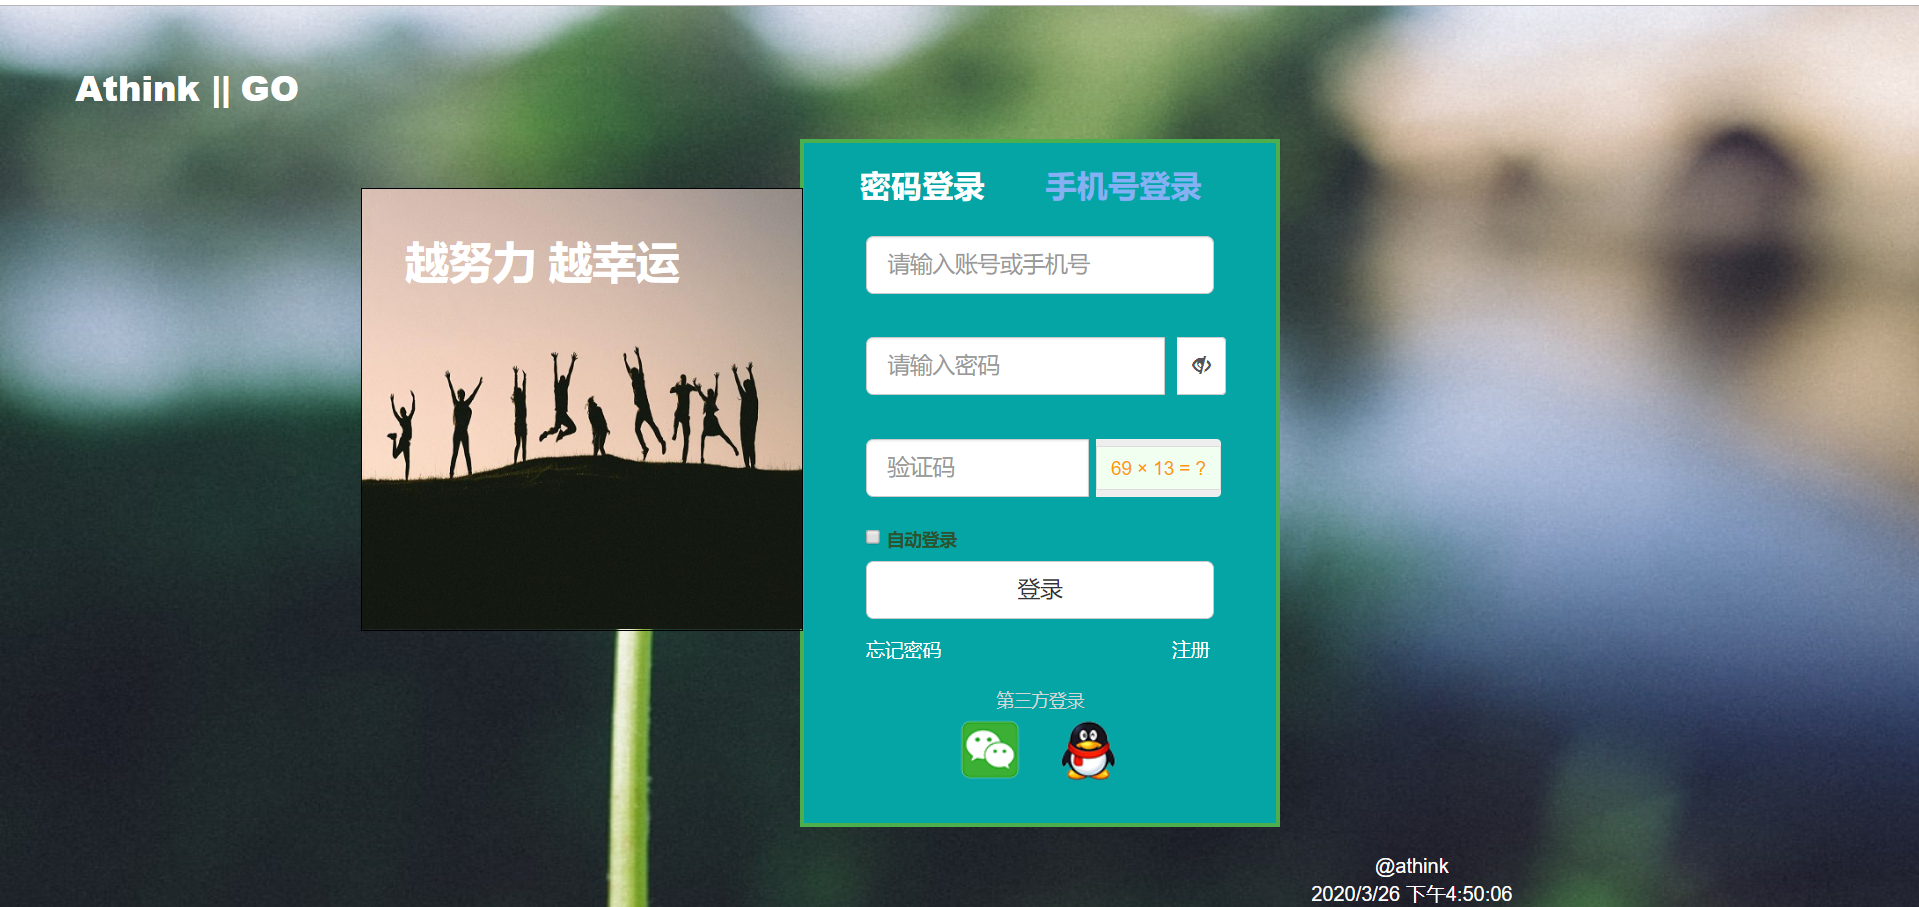 Athink || GO
越努力 越幸运
密码登录 手机号登录
请输入账号或手机号
请输入密码
验证码 69 × 13 = ?
自动登录
登录
忘记密码 注册
第三方登录
@athink
2020/3/26 下午4:50:06